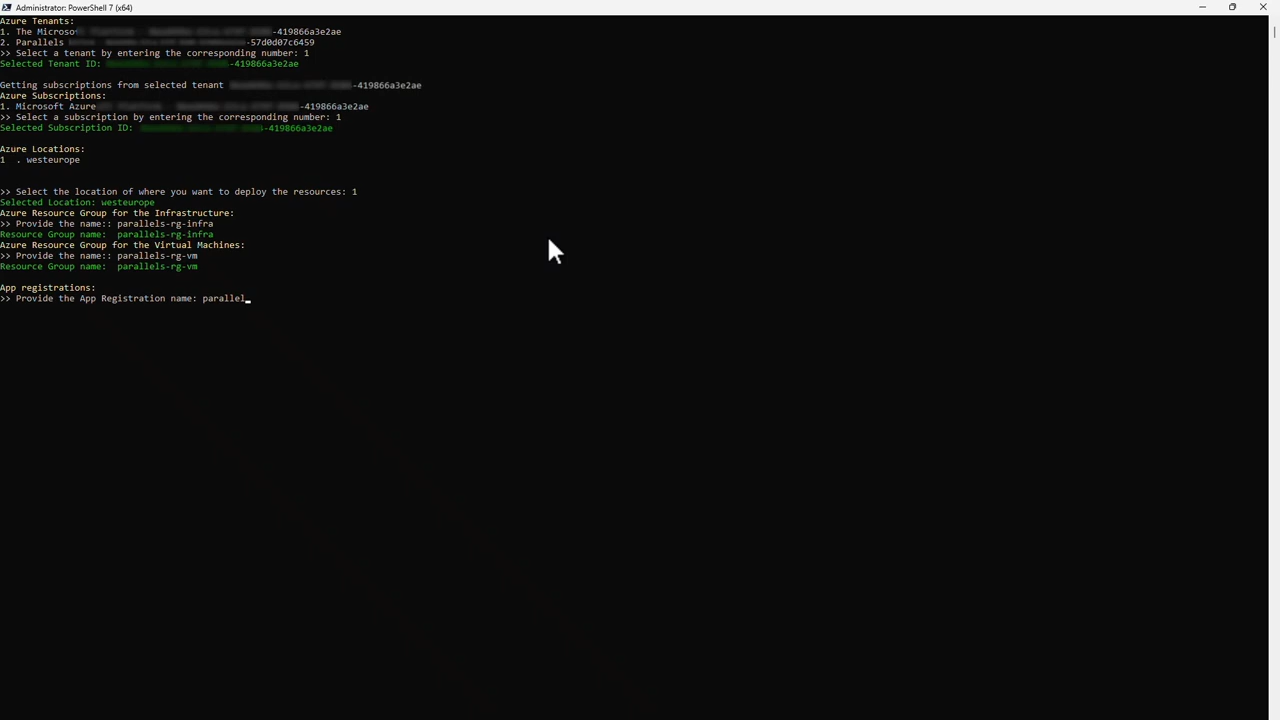 Administrator: PowerShell 7 (x64)
Azure Tenants:
1. The Microsof -419866a3e2ae
2. Parallels -57d0d07c6459
>> Select a tenant by entering the corresponding number: 1
Selected Tenant ID: -419866a3e2ae
Getting subscriptions from selected tenant -419866a3e2ae
Azure Subscriptions:
1. Microsoft Azure -419866a3e2ae
>> Select a subscription by entering the corresponding number: 1
Selected Subscription ID: -419866a3e2ae
Azure Locations:
1 . westeurope
>> Select the location of where you want to deploy the resources: 1
Selected Location: westeurope
Azure Resource Group for the Infrastructure:
>> Provide the name:: parallels-rg-infra
Resource Group name: parallels-rg-infra
Azure Resource Group for the Virtual Machines:
>> Provide the name:: parallels-rg-vm
Resource Group name: parallels-rg-vm
App registrations:
>> Provide the App Registration name: parallel_